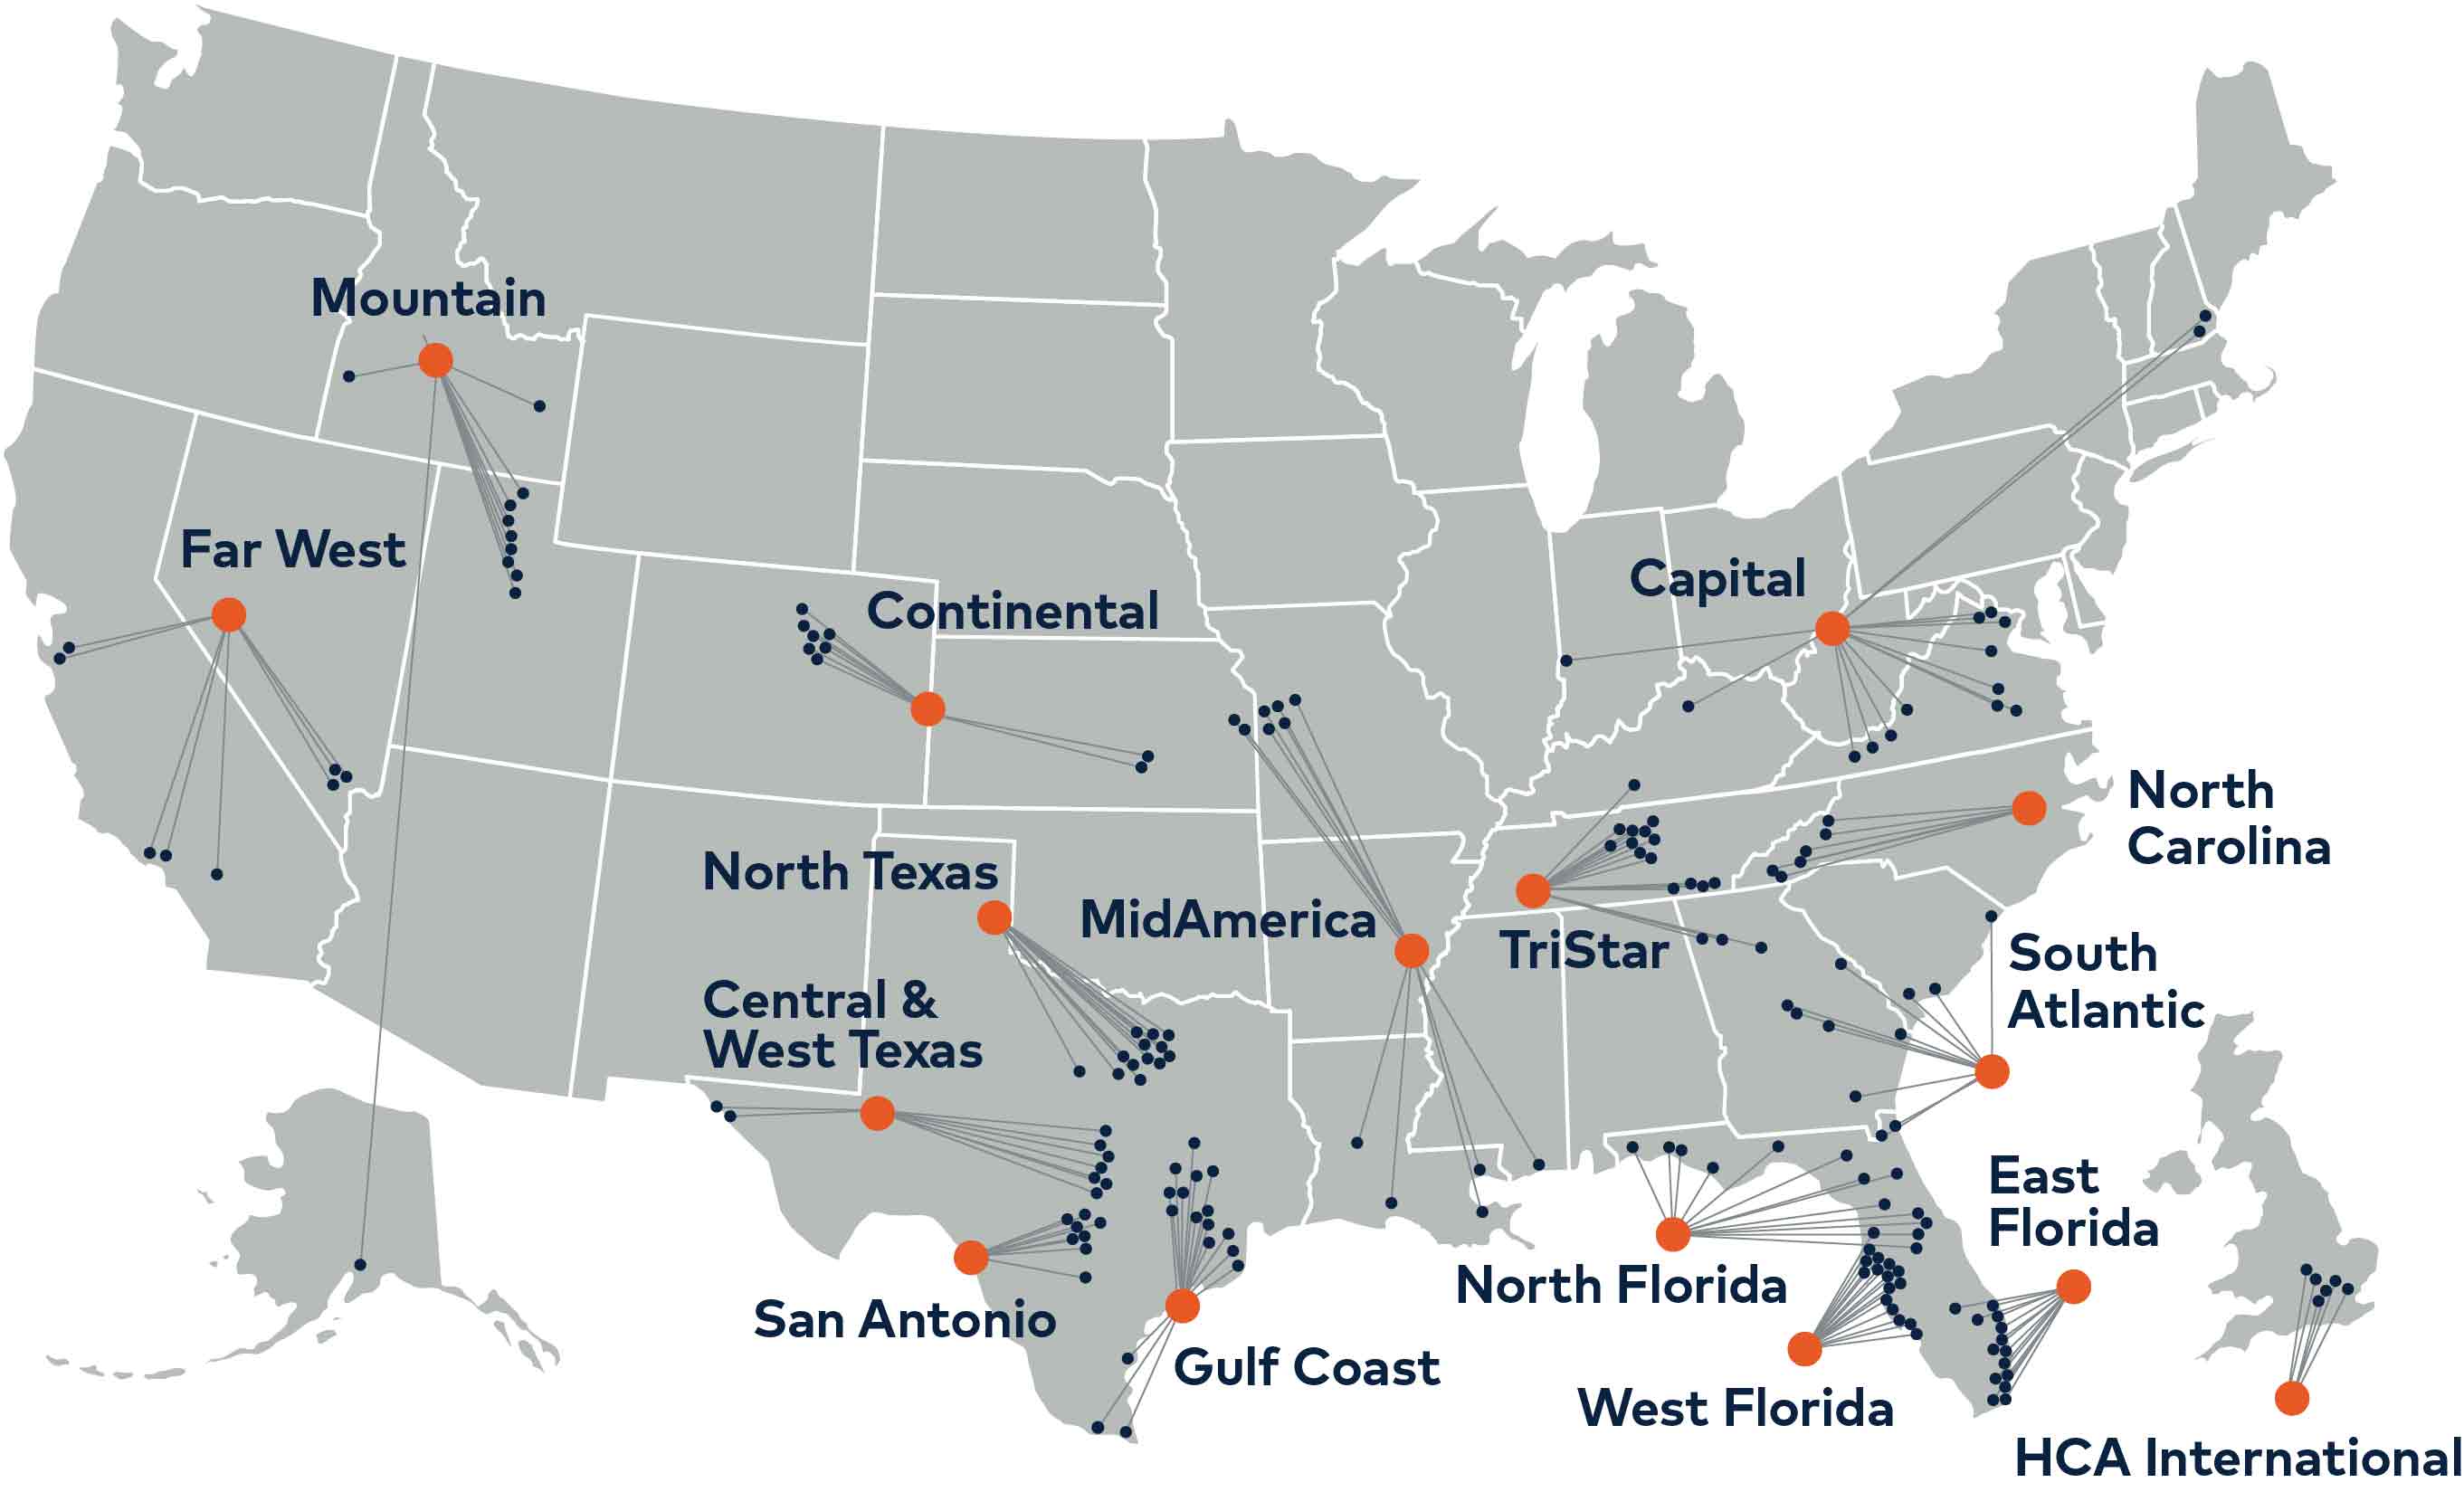 Mountain
Far West
Continental
Capital
North
Carolina
North Texas
MidAmerica
TriStar
South
Atlantic
Central &
West Texas
East
Florida
North Florida
San Antonio
Gulf Coast
West Florida
HCA International